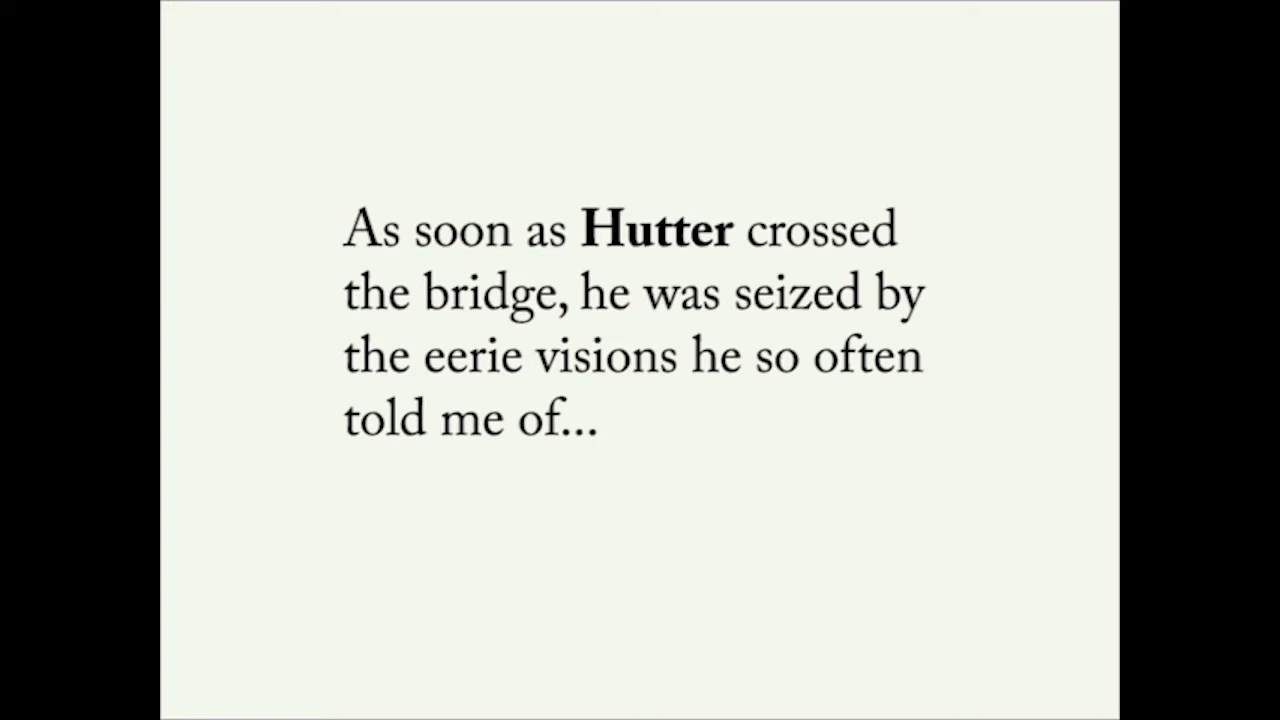 As soon as Hutter crossed
the bridge, he was seized by
the eerie visions he so often
told me of...